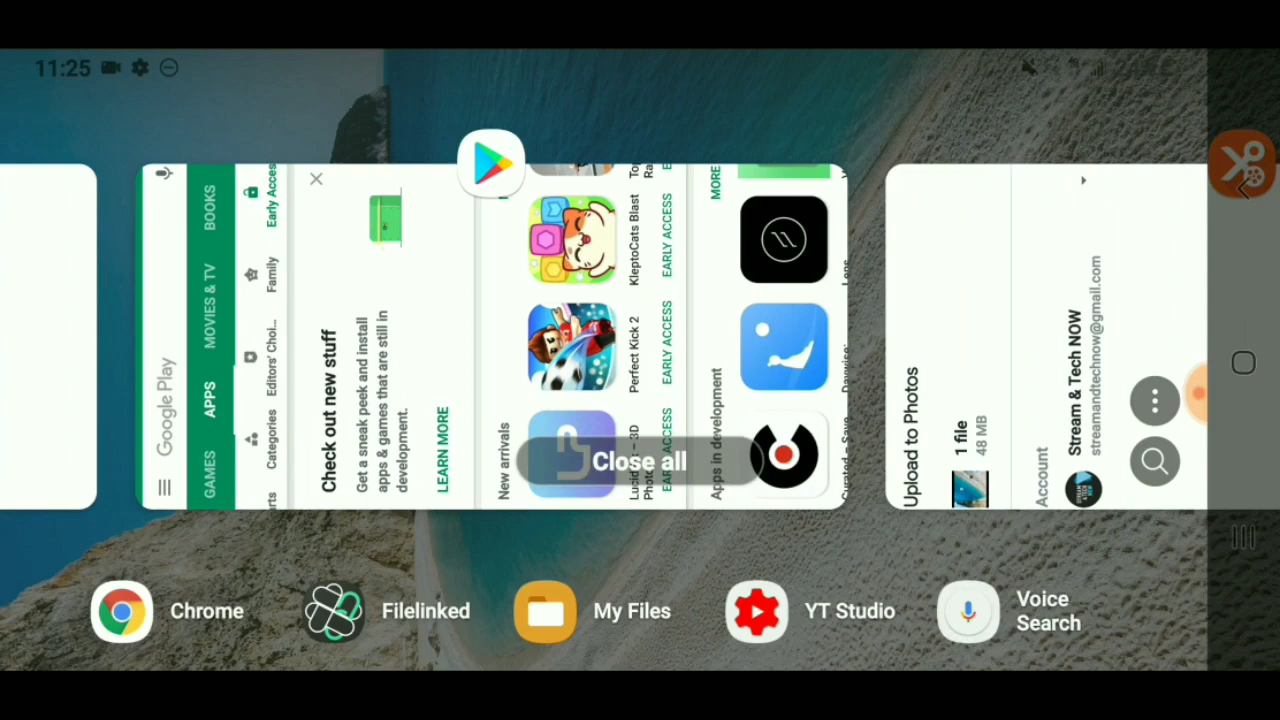 11:25
Google Play
GAMES
APPS
MOVIES & TV
BOOKS
arts
Categories
Editors' Choi...
Family
Early Acces
Check out new stuff
Get a sneak peek and install
apps & games that are still in
development.
LEARN MORE
New arrivals
Perfect Kick 2
EARLY ACCESS
KleptoCats Blast
EARLY ACCESS
EARLY ACCESS
Apps in development
MORE
Close all
Upload to Photos
1 file
48 MB
Account
Stream & Tech NOW
streamandtechnow@gmail.com
Chrome
Filelinked
My Files
YT Studio
Voice
Search